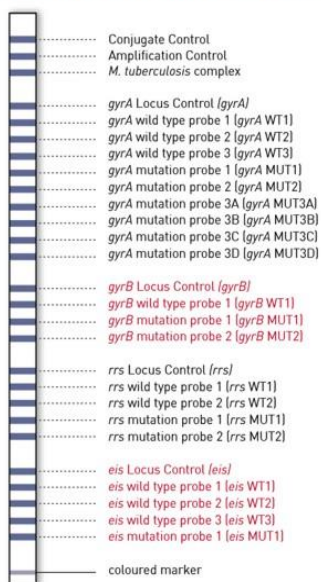 Conjugate Control
Amplification Control
M. tuberculosis complex
gyrA Locus Control (gyrA)
gyrA wild type probe 1 (gyrA WT1)
gyrA wild type probe 2 (gyrA WT2)
gyrA wild type probe 3 (gyrA WT3)
gyrA mutation probe 1 (gyrA MUT1)
gyrA mutation probe 2 (gyrA MUT2)
gyrA mutation probe 3A (gyrA MUT3A)
gyrA mutation probe 3B (gyrA MUT3B)
gyrA mutation probe 3C (gyrA MUT3C)
gyrA mutation probe 3D (gyrA MUT3D)
gyrB Locus Control (gyrB)
gyrB wild type probe 1 (gyrB WT1)
gyrB mutation probe 1 (gyrB MUT1)
gyrB mutation probe 2 (gyrB MUT2)
rrs Locus Control (rrs)
rrs wild type probe 1 (rrs WT1)
rrs wild type probe 2 (rrs WT2)
rrs mutation probe 1 (rrs MUT1)
rrs mutation probe 2 (rrs MUT2)
eis Locus Control (eis)
eis wild type probe 1 (eis WT1)
eis wild type probe 2 (eis WT2)
eis wild type probe 3 (eis WT3)
eis mutation probe 1 (eis MUT1)
coloured marker